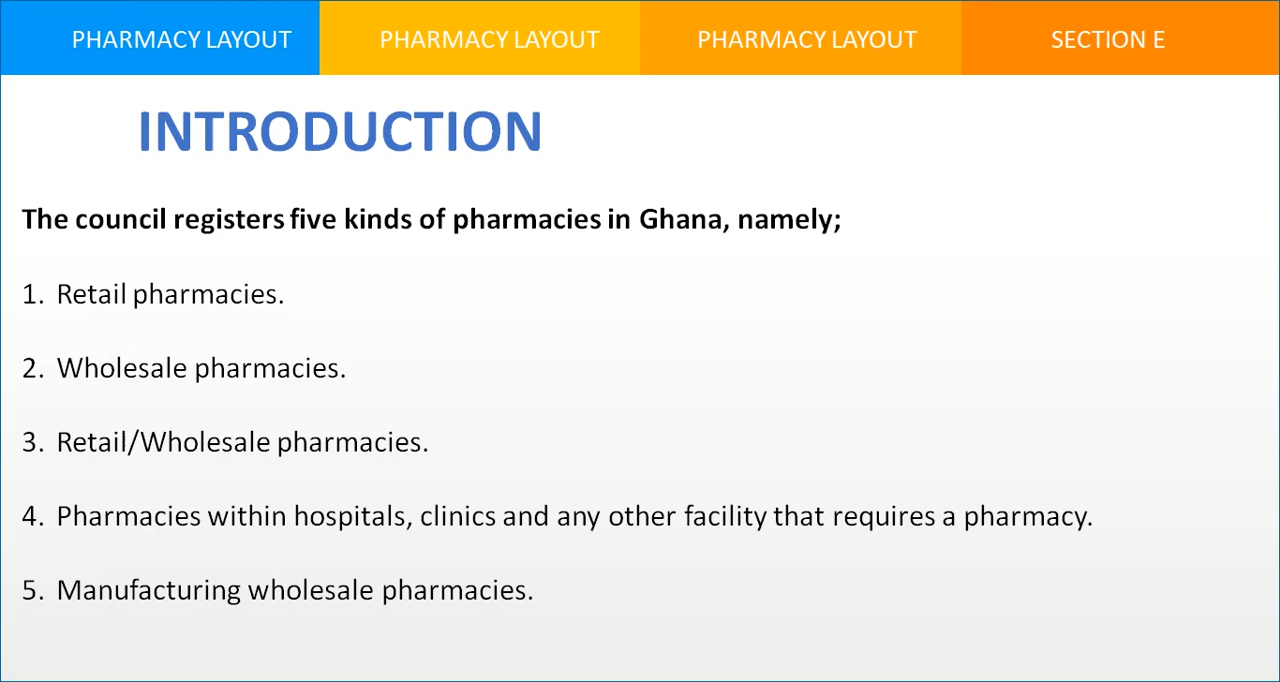 PHARMACY LAYOUT
PHARMACY LAYOUT
PHARMACY LAYOUT
SECTION E
INTRODUCTION
The council registers five kinds of pharmacies in Ghana, namely;
1. Retail pharmacies.
2. Wholesale pharmacies.
3. Retail/Wholesale pharmacies.
4. Pharmacies within hospitals, clinics and any other facility that requires a pharmacy.
5. Manufacturing wholesale pharmacies.